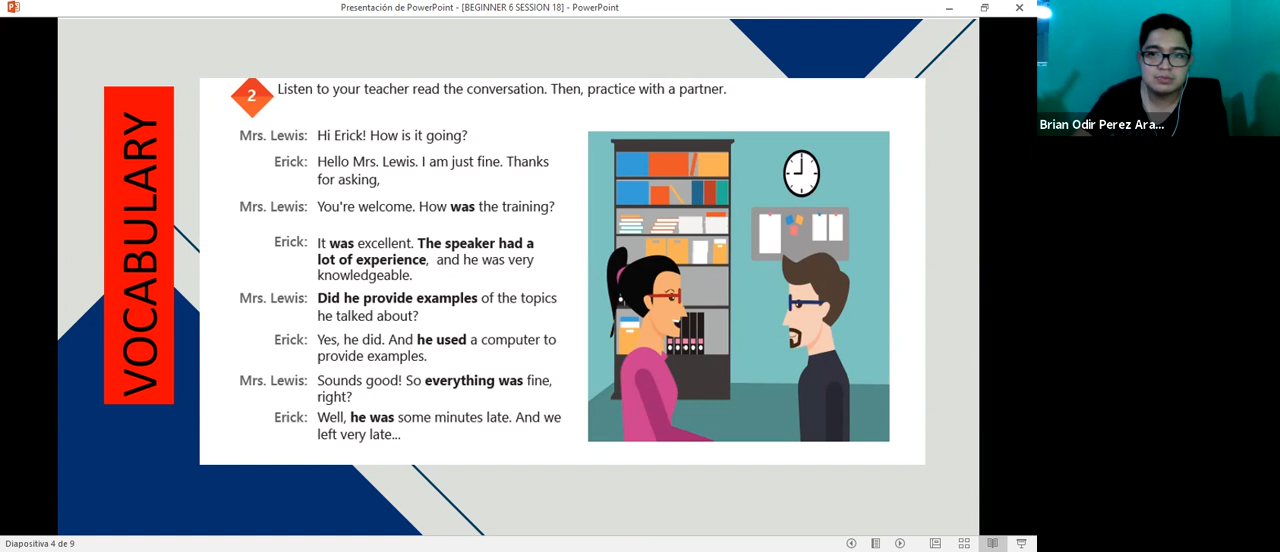 Presentación de PowerPoint - [BEGINNER 6 SESSION 18] - PowerPoint
VOCABULARY
2 Listen to your teacher read the conversation. Then, practice with a partner.
Mrs. Lewis: Hi Erick! How is it going?
Erick: Hello Mrs. Lewis. I am just fine. Thanks
for asking,
Mrs. Lewis: You're welcome. How was the training?
Erick: It was excellent. The speaker had a
lot of experience, and he was very
knowledgeable.
Mrs. Lewis: Did he provide examples of the topics
he talked about?
Erick: Yes, he did. And he used a computer to
provide examples.
Mrs. Lewis: Sounds good! So everything was fine,
right?
Erick: Well, he was some minutes late. And we
left very late...
Brian Odir Perez Ara...
Diapositiva 4 de 9